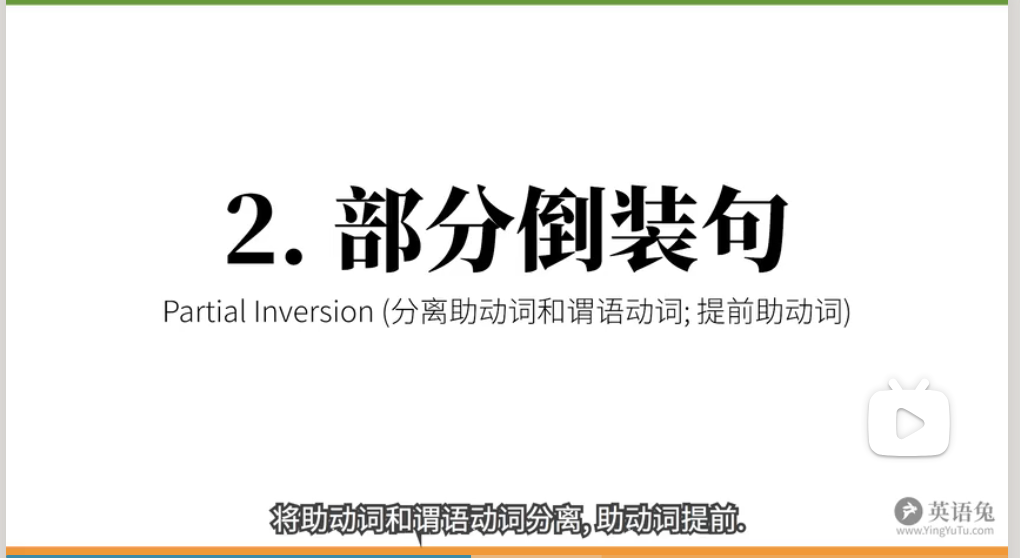 2. 部分倒装句
Partial Inversion (分离助动词和谓语动词; 提前助动词)
将助动词和谓语动词分离, 助动词提前.
英语兔
www.YingYuTu.com